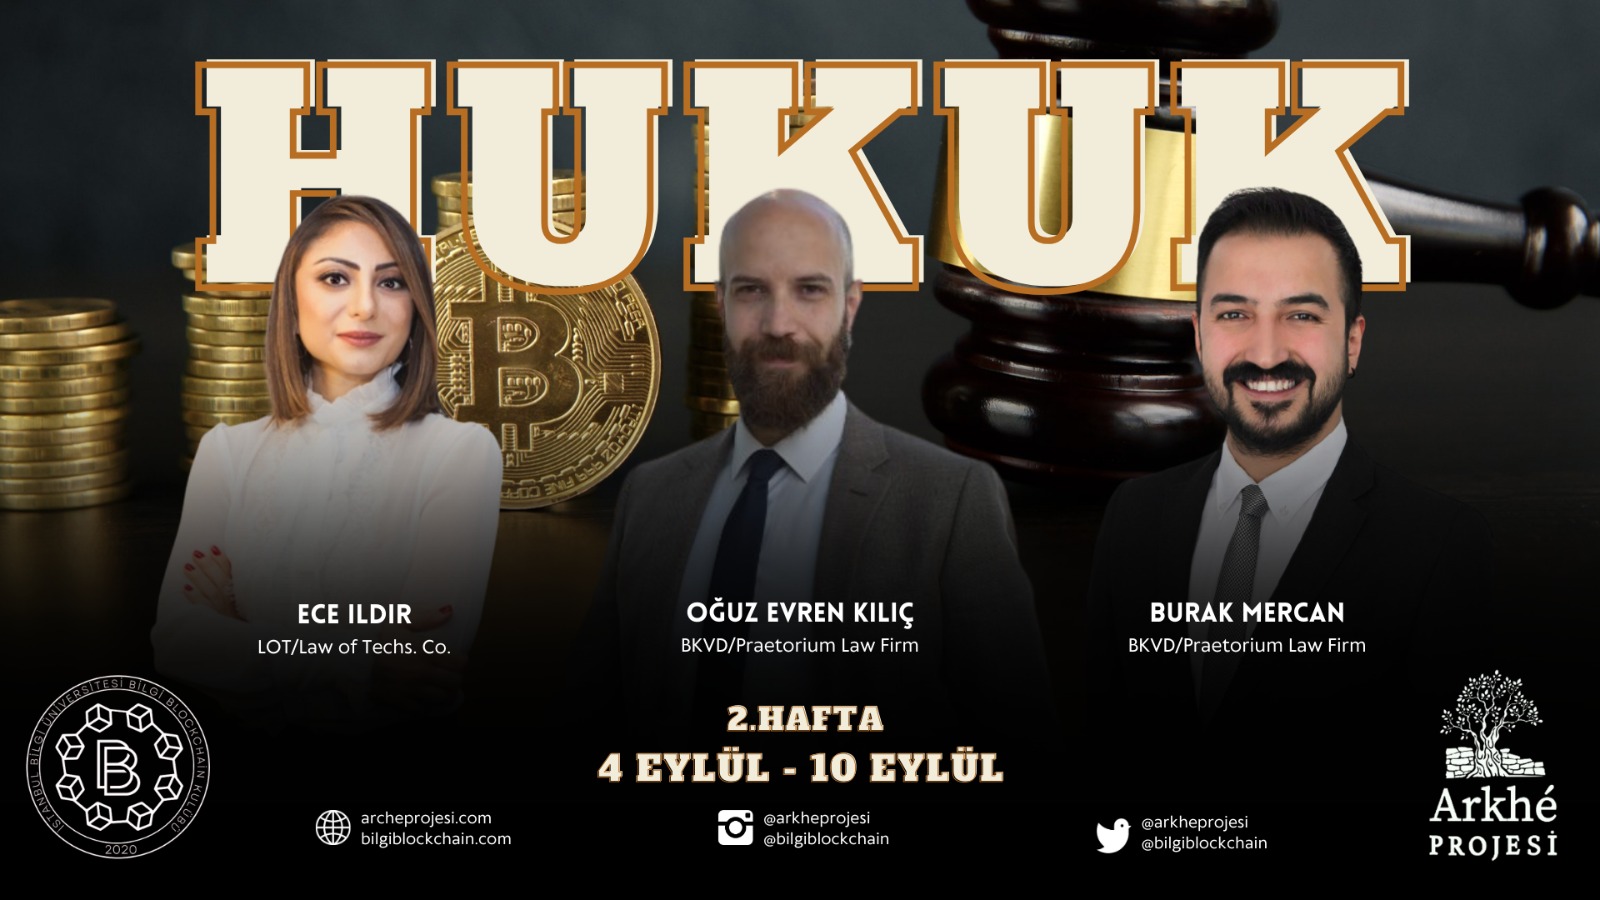 HUKUK
ECE ILDIR
LOT/Law of Techs. Co.
OĞUZ EVREN KILIÇ
BKVD/Praetorium Law Firm
BURAK MERCAN
BKVD/Praetorium Law Firm
2.HAFTA
4 EYLÜL - 10 EYLÜL
İSTANBUL BİLGİ ÜNİVERSİTESİ BİLGİ BLOCKCHAIN KULÜBÜ
B
2020
archeprojesi.com
bilgiblockchain.com
@arkheprojesi
@bilgiblockchain
@arkheprojesi
@bilgiblockchain
Arkhé
PROJESİ